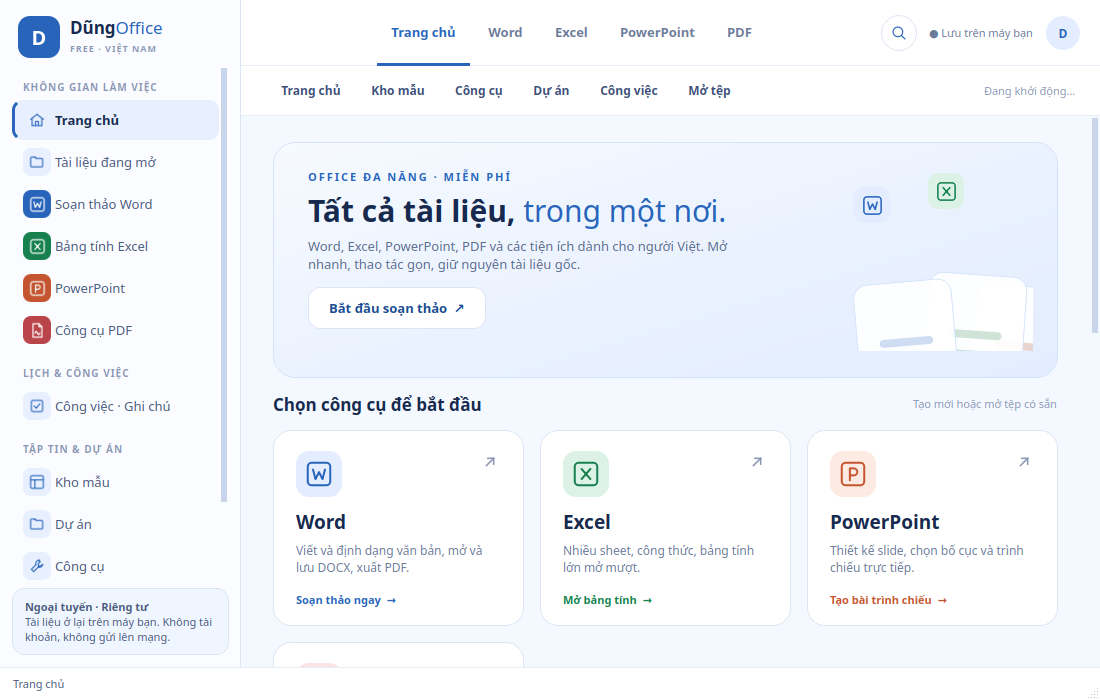 D
DũngOffice
FREE · VIỆT NAM
KHÔNG GIAN LÀM VIỆC
Trang chủ
Tài liệu đang mở
W Soạn thảo Word
X Bảng tính Excel
P PowerPoint
Công cụ PDF
LỊCH & CÔNG VIỆC
Công việc · Ghi chú
TẬP TIN & DỰ ÁN
Kho mẫu
Dự án
Công cụ
Ngoại tuyến · Riêng tư
Tài liệu ở lại trên máy bạn. Không tài
khoản, không gửi lên mạng.
Trang chủ Word Excel PowerPoint PDF
Lưu trên máy bạn
D
Trang chủ Kho mẫu Công cụ Dự án Công việc Mở tệp
Đang khởi động...
OFFICE ĐA NĂNG · MIỄN PHÍ
Tất cả tài liệu, trong một nơi.
Word, Excel, PowerPoint, PDF và các tiện ích dành cho người Việt. Mở
nhanh, thao tác gọn, giữ nguyên tài liệu gốc.
Bắt đầu soạn thảo ↗
W
X
Chọn công cụ để bắt đầu
Tạo mới hoặc mở tệp có sẵn
W
Word
Viết và định dạng văn bản, mở và
lưu DOCX, xuất PDF.
Soạn thảo ngay →
X
Excel
Nhiều sheet, công thức, bảng tính
lớn mở mượt.
Mở bảng tính →
P
PowerPoint
Thiết kế slide, chọn bố cục và trình
chiếu trực tiếp.
Tạo bài trình chiếu →
Trang chủ